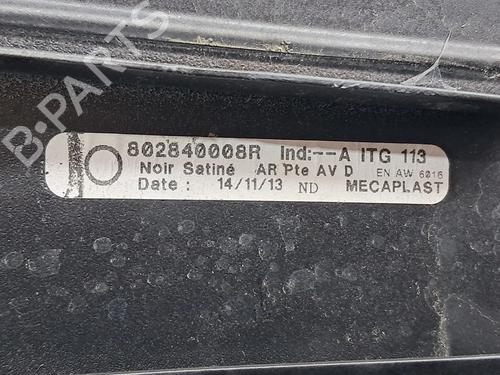 B-PARTS
802840008R Ind:--A ITG 113
Noir Satiné AR Pte AV D EN AW 6016
Date : 14/11/13 ND MECAPLAST